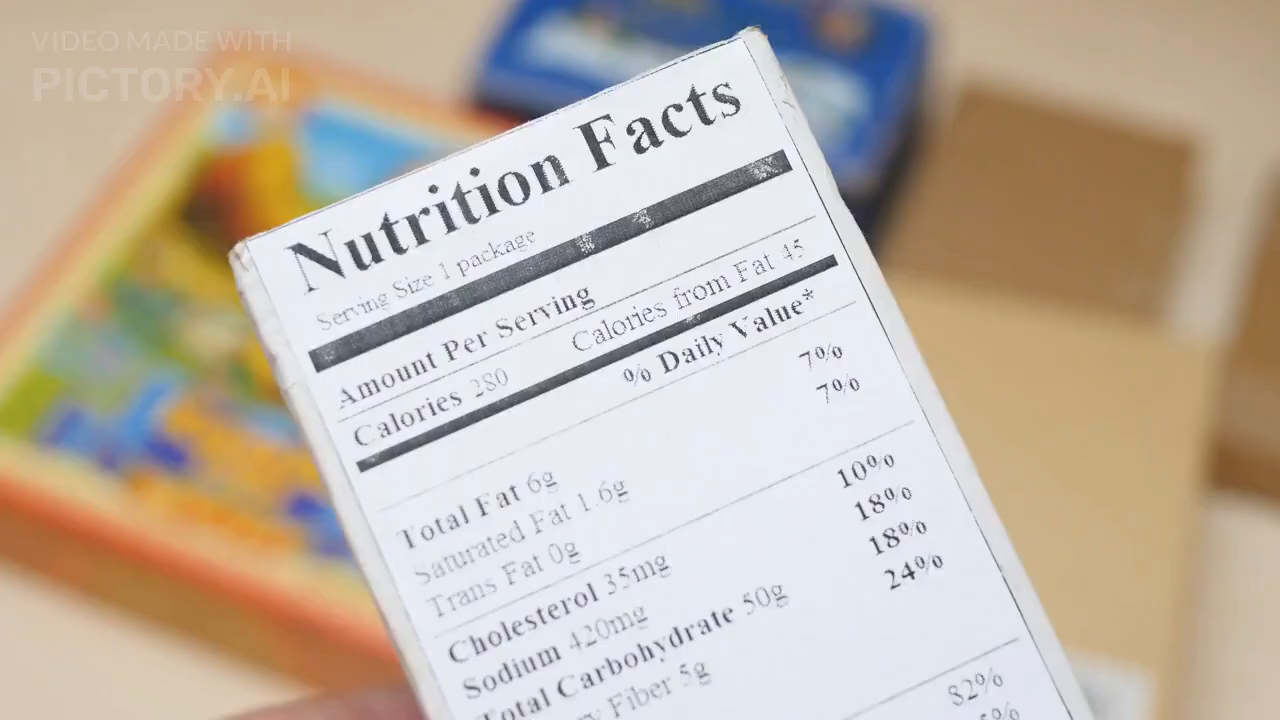 VIDEO MADE WITH
PICTORY.AI
Nutrition Facts
Serving Size 1 package
Amount Per Serving
Calories 280 Calories from Fat 45
% Daily Value*
Total Fat 6g 7%
Saturated Fat 1.6g 7%
Trans Fat 0g
Cholesterol 35mg 10%
Sodium 420mg 18%
Total Carbohydrate 50g 18%
Fiber 5g 24%
82%